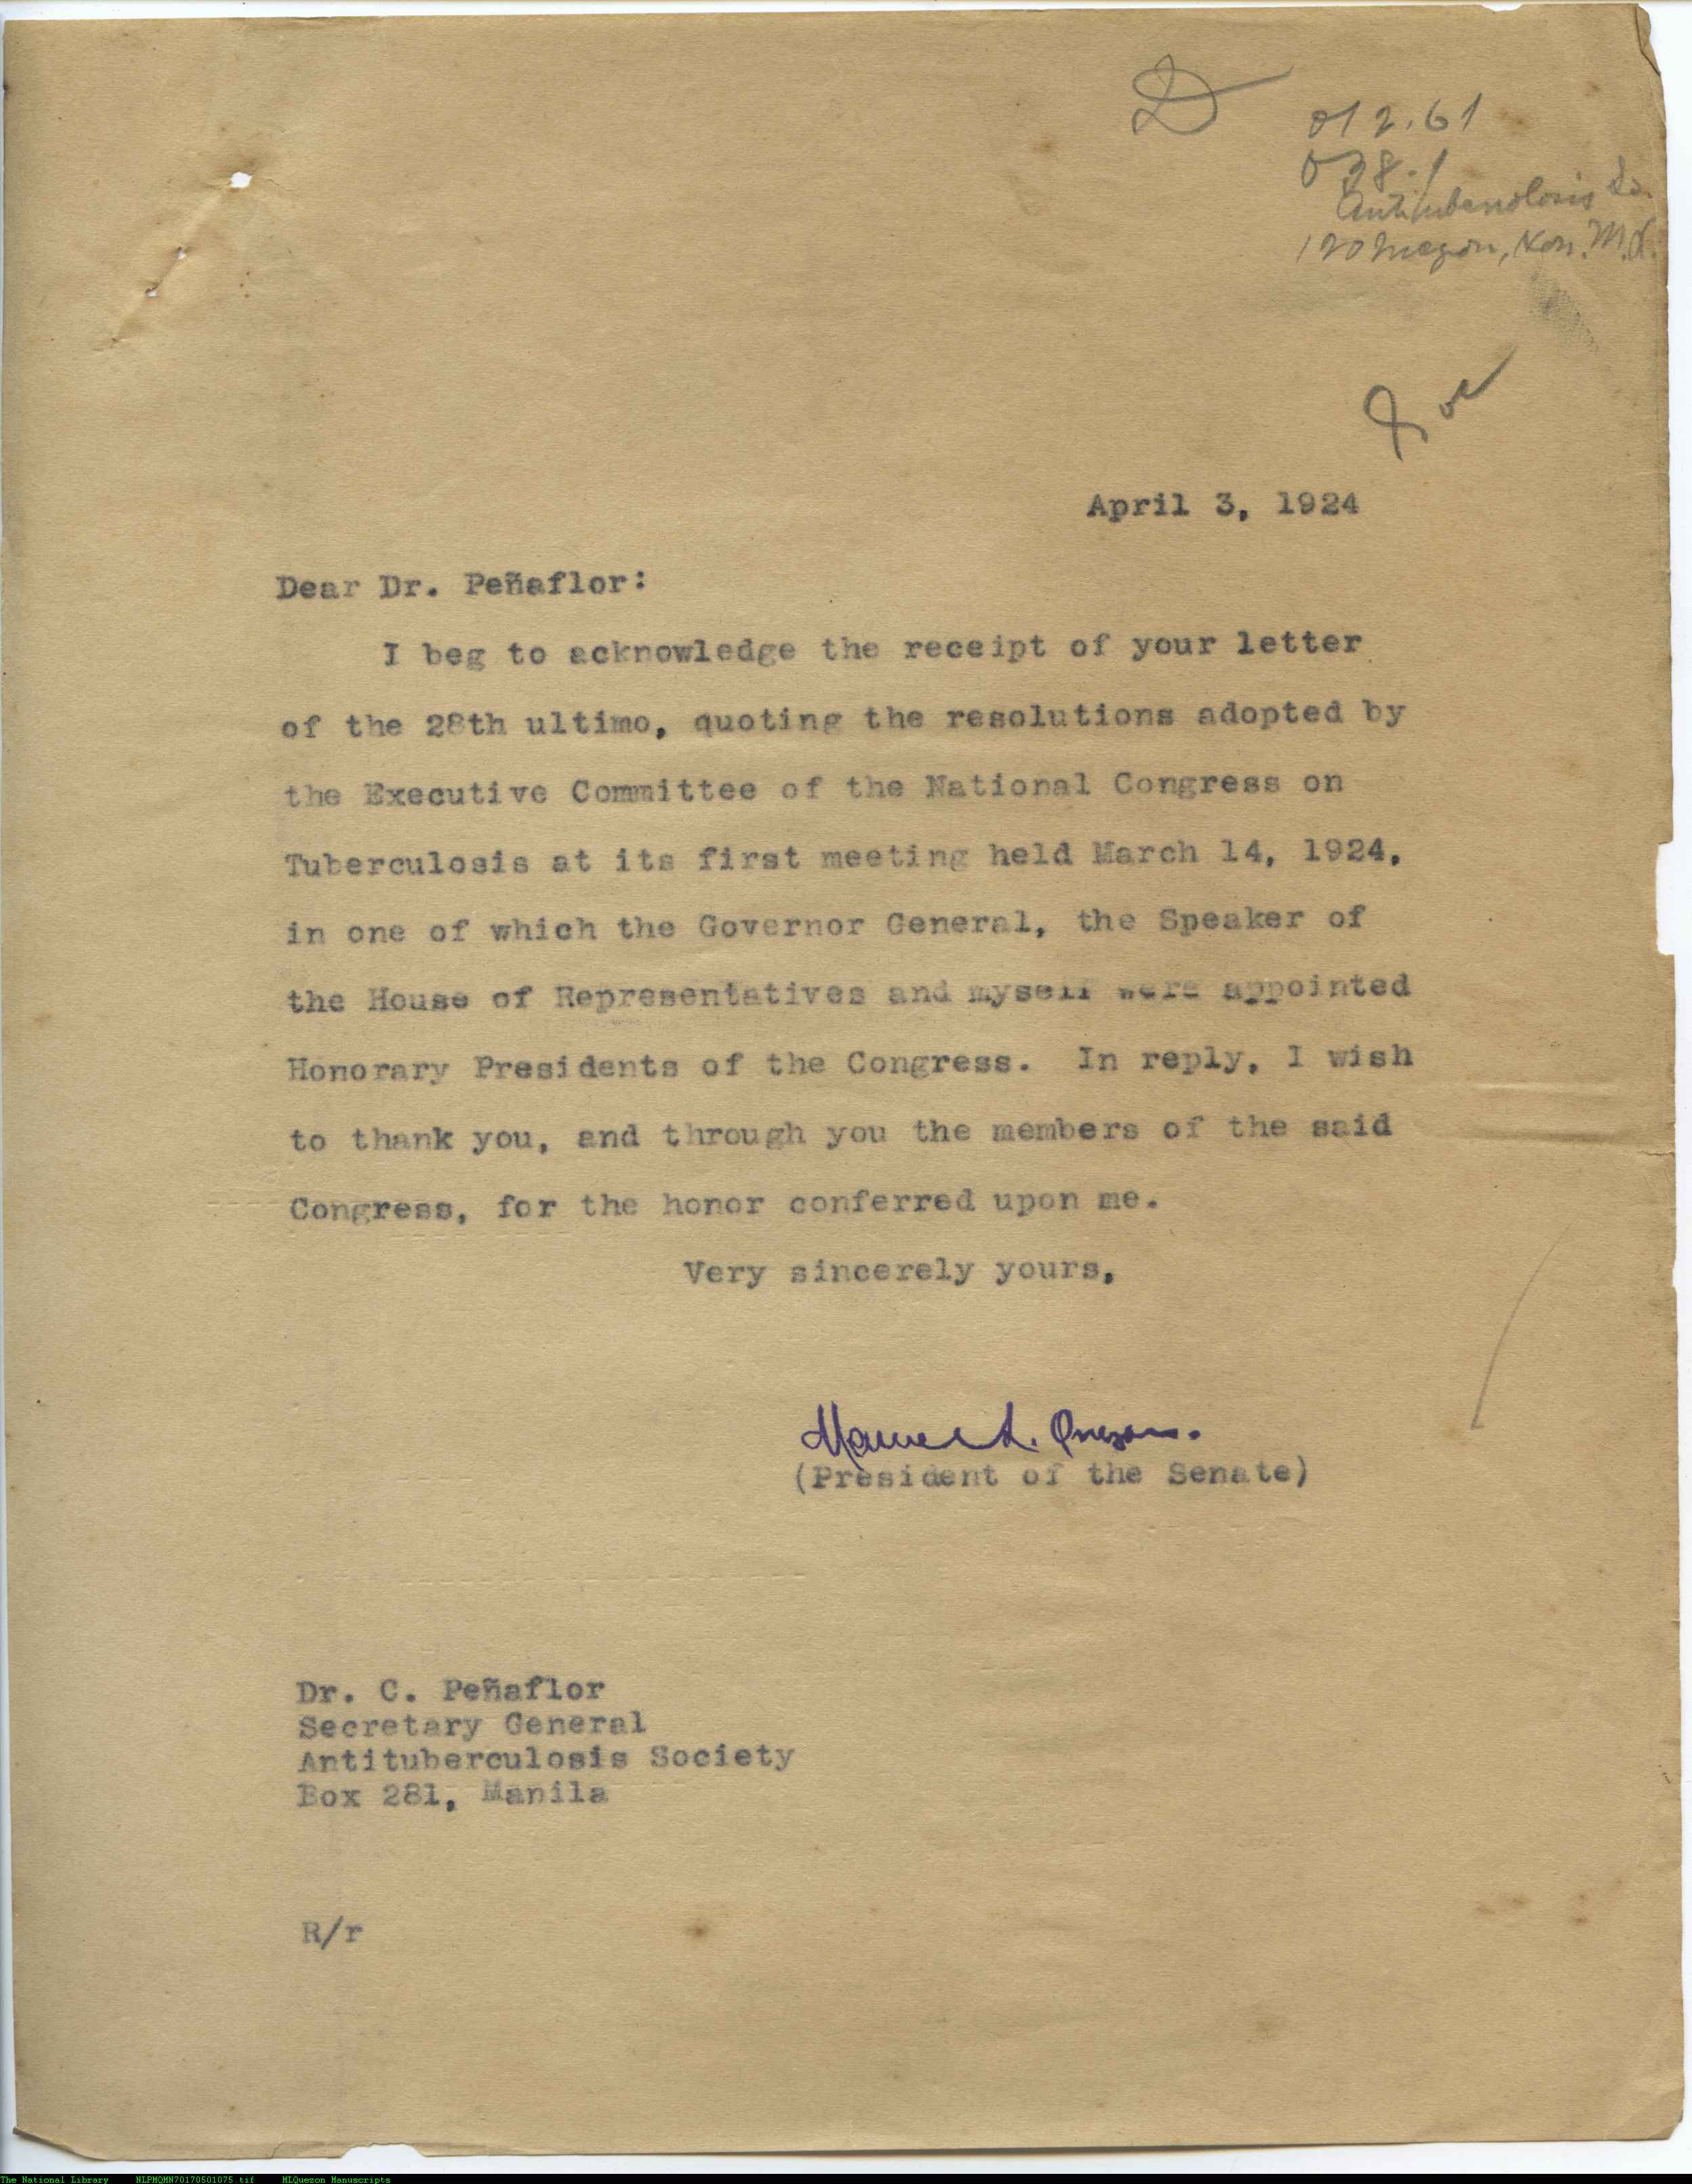 012.61
Antituberculosis So.
April 3, 1924
Dear Dr. Peñaflor:
I beg to acknowledge the receipt of your letter
of the 28th ultimo, quoting the resolutions adopted by
the Executive Committee of the National Congress on
Tuberculosis at its first meeting held March 14, 1924,
in one of which the Governor General, the Speaker of
the House of Representatives and myself were appointed
Honorary Presidents of the Congress. In reply, I wish
to thank you, and through you the members of the said
Congress, for the honor conferred upon me.
Very sincerely yours,
Manuel L. Quezon.
(President of the Senate)
Dr. C. Peñaflor
Secretary General
Antituberculosis Society
Box 281, Manila
R/r
The National Library NLPMQMN70170501075.tif MLQuezon Manuscripts